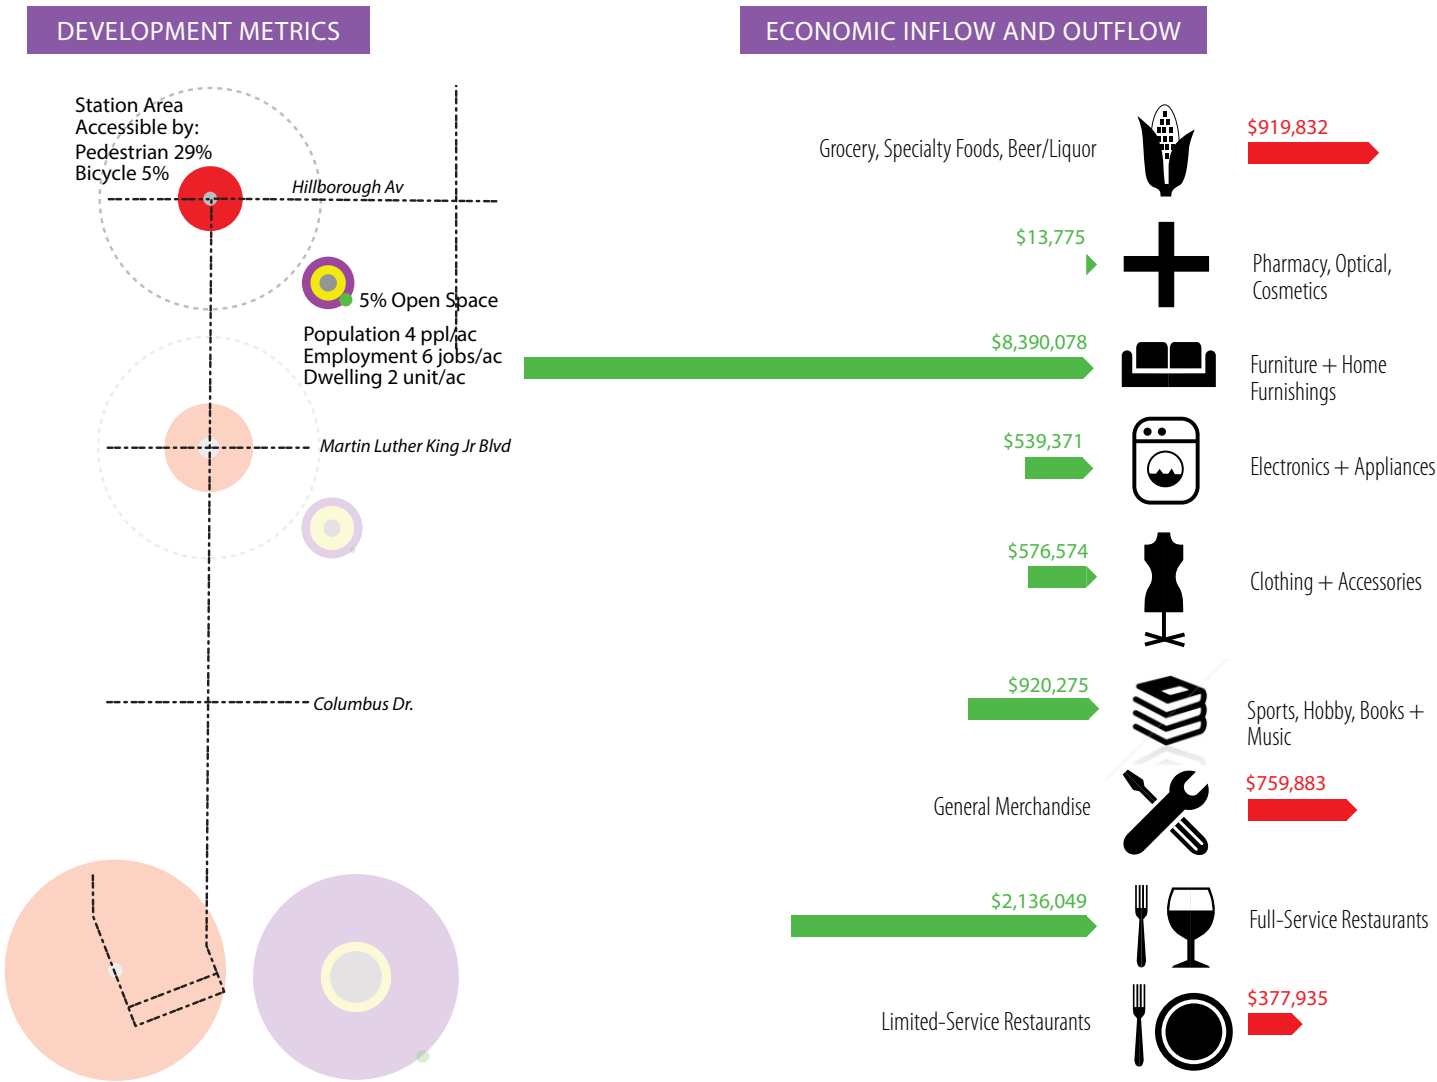 DEVELOPMENT METRICS
Station Area
Accessible by:
Pedestrian 29%
Bicycle 5%
Hillborough Av
5% Open Space
Population 4 ppl/ac
Employment 6 jobs/ac
Dwelling 2 unit/ac
Martin Luther King Jr Blvd
Columbus Dr.
ECONOMIC INFLOW AND OUTFLOW
Grocery, Specialty Foods, Beer/Liquor
$919,832
$13,775
Pharmacy, Optical,
Cosmetics
$8,390,078
Furniture + Home
Furnishings
$539,371
Electronics + Appliances
$576,574
Clothing + Accessories
$920,275
Sports, Hobby, Books +
Music
General Merchandise
$759,883
$2,136,049
Full-Service Restaurants
Limited-Service Restaurants
$377,935